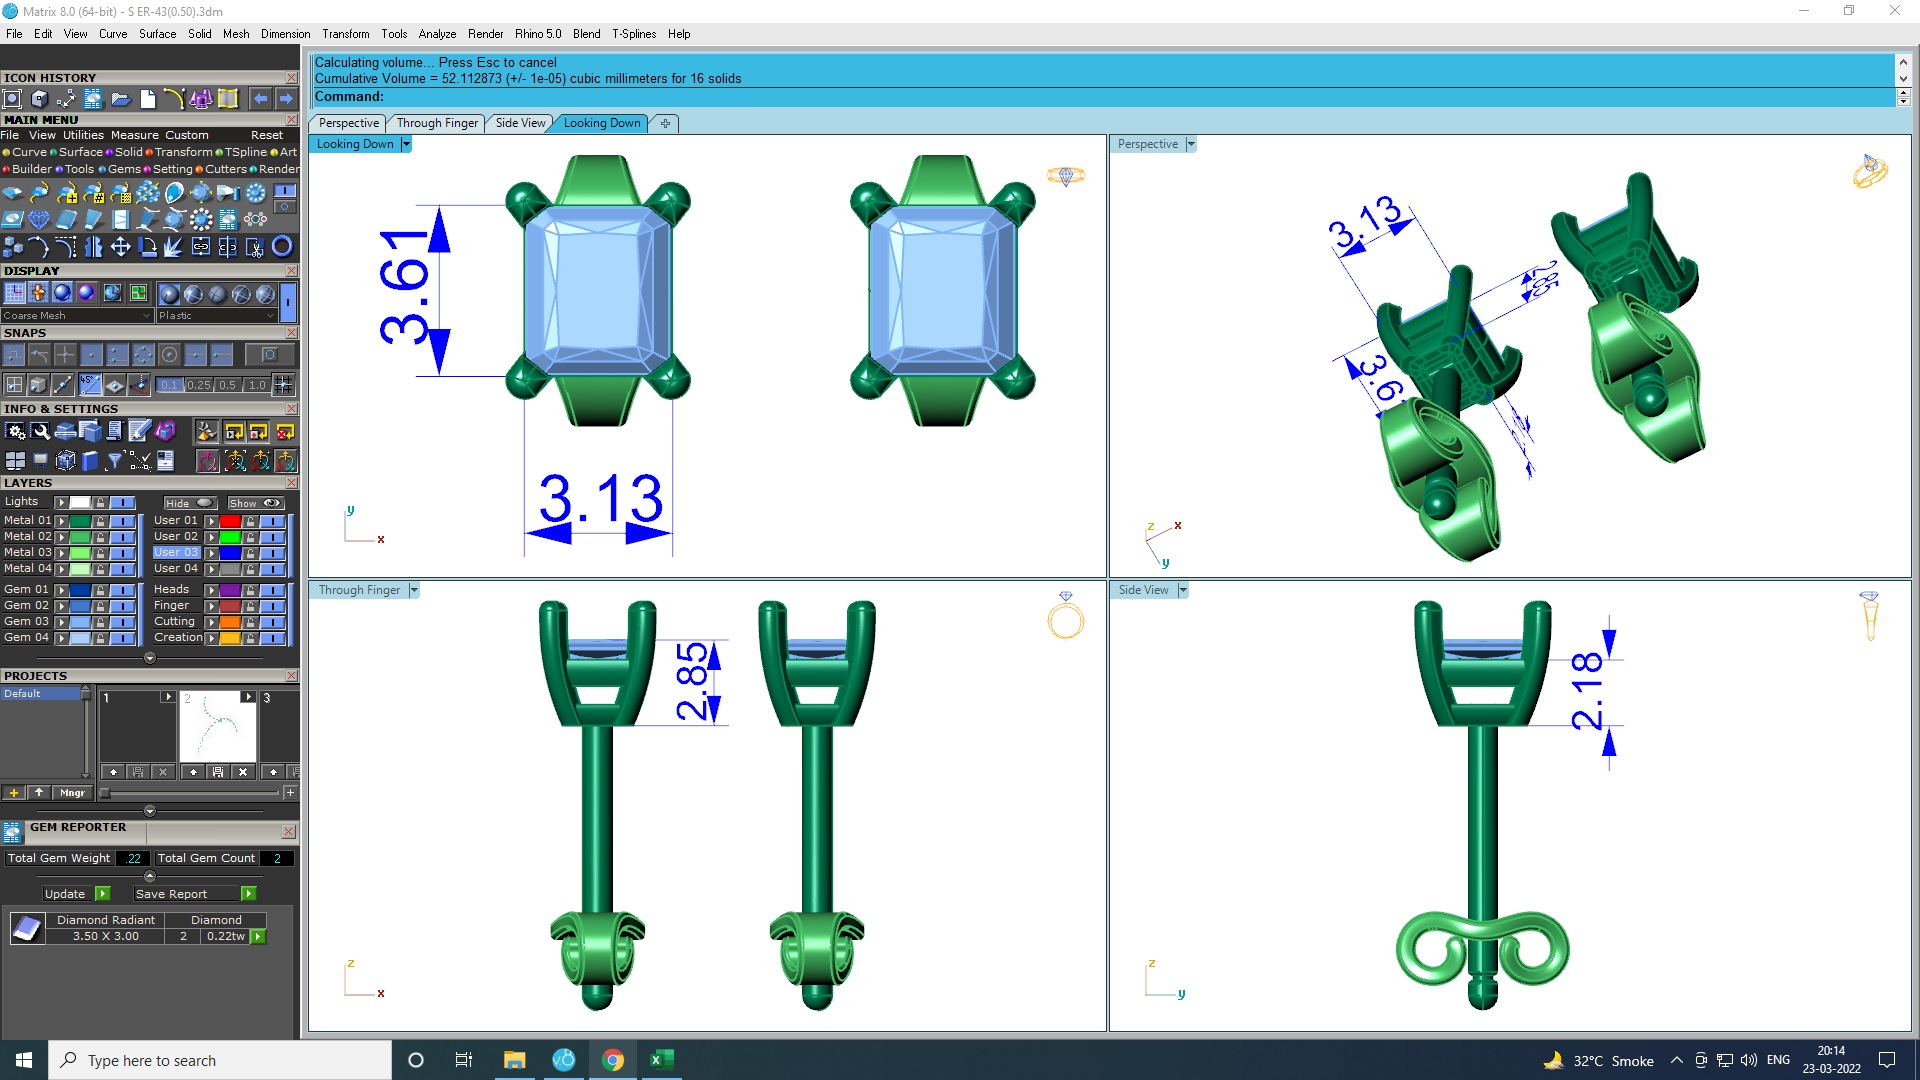 Matrix 8.0 (64-bit) - S ER-43(0.50).3dm
File Edit View Curve Surface Solid Mesh Dimension Transform Tools Analyze Render Rhino 5.0 Blend T-Splines Help
Calculating volume... Press Esc to cancel
Cumulative Volume = 52.112873 (+/- 1e-05) cubic millimeters for 16 solids
Command:
ICON HISTORY
MAIN MENU
File View Utilities Measure Custom Reset
Curve Surface Solid Transform TSpline Art
Builder Tools Gems Setting Cutters Render
DISPLAY
Coarse Mesh Plastic
SNAPS
45°
0.1 0.25 0.5 1.0
INFO & SETTINGS
LAYERS
Lights Hide Show
Metal 01 User 01
Metal 02 User 02
Metal 03 User 03
Metal 04 User 04
Gem 01 Heads
Gem 02 Finger
Gem 03 Cutting
Gem 04 Creation
PROJECTS
Default
1 2 3
Mngr
GEM REPORTER
Total Gem Weight .22 Total Gem Count 2
Update Save Report
Diamond Radiant Diamond
3.50 X 3.00 2 0.22tw
Perspective Through Finger Side View Looking Down
Looking Down
3.61
3.13
y
x
Perspective
3.13
2.85
3.6
z x
y
Through Finger
2.85
z
x
Side View
2.18
z
y
Type here to search
32°C Smoke
ENG
20:14
23-03-2022